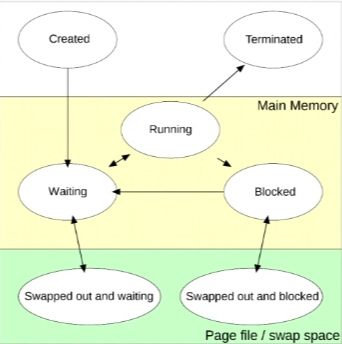 Created
Terminated
Main Memory
Running
Waiting
Blocked
Swapped out and waiting
Swapped out and blocked
Page file / swap space